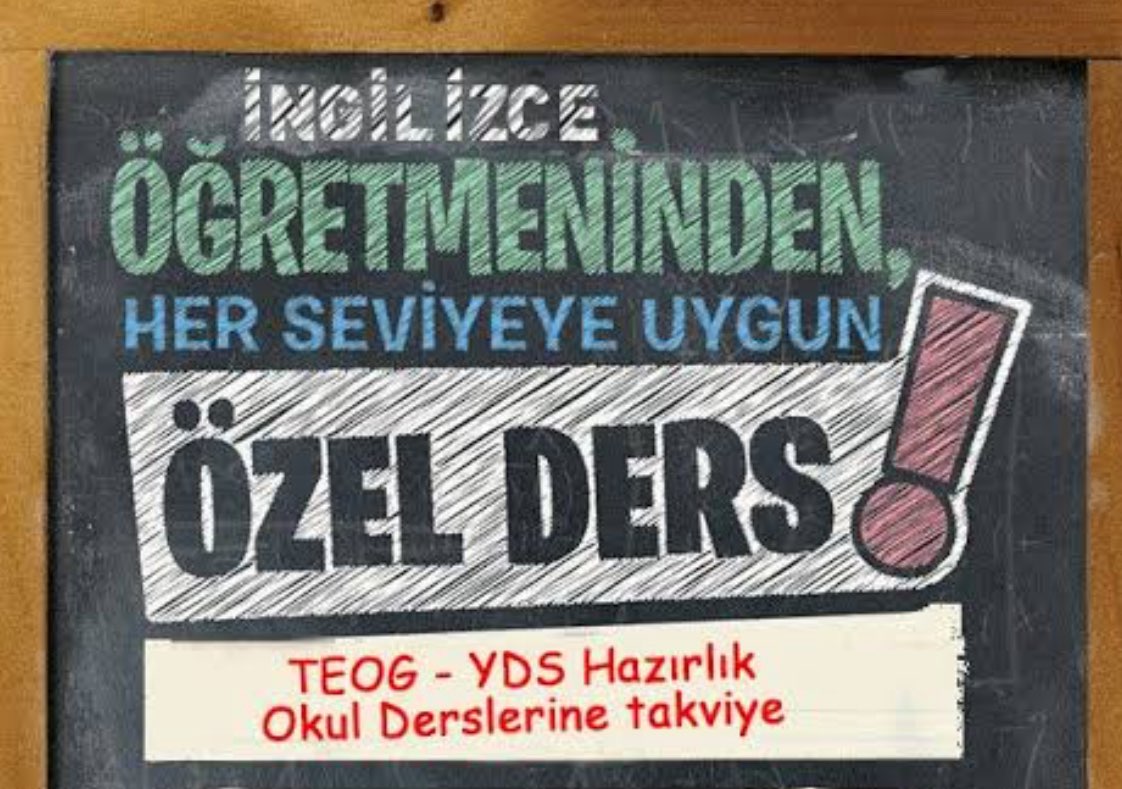 İNGİLİZCE
ÖĞRETMENİNDEN,
HER SEVİYEYE UYGUN
ÖZEL DERS!
TEOG - YDS Hazırlık
Okul Derslerine takviye